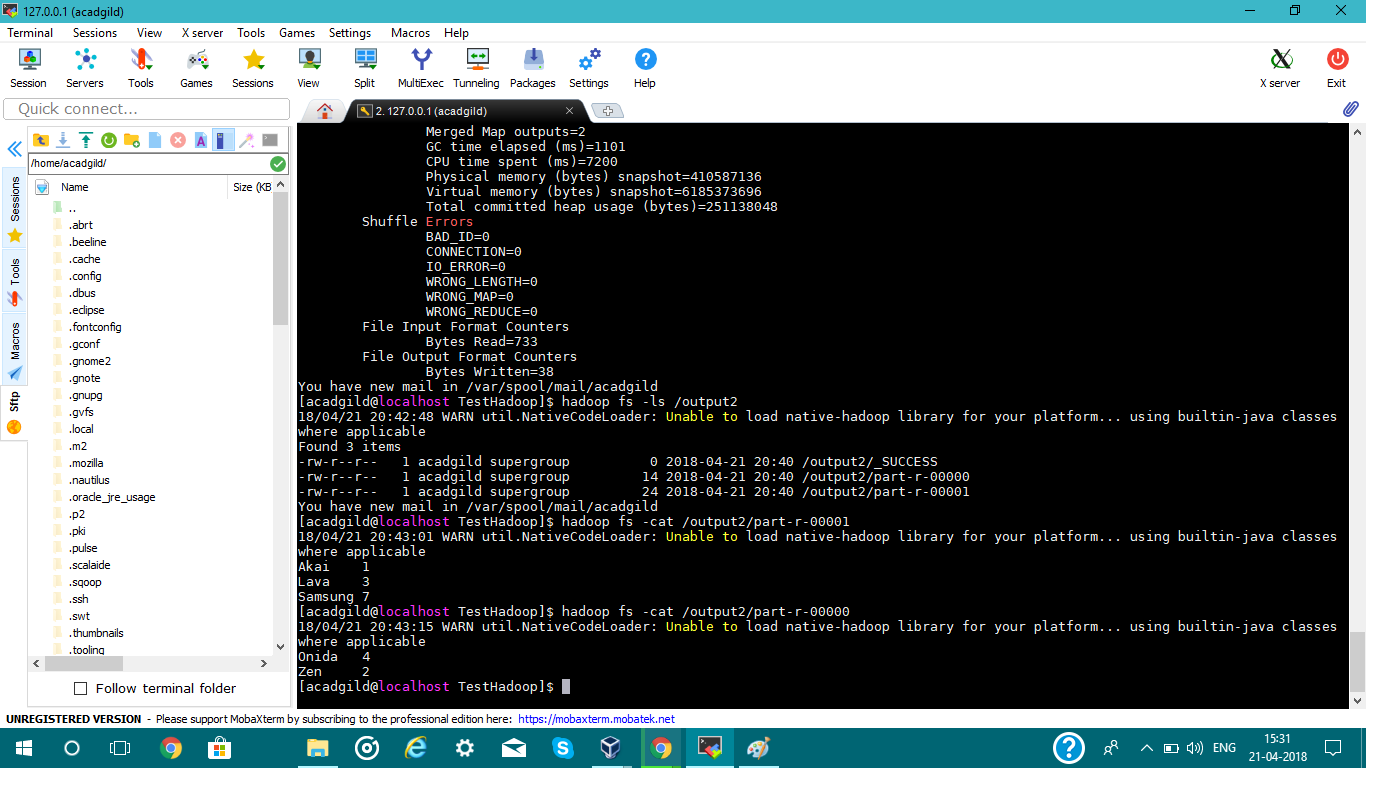 127.0.0.1 (acadgild)
Terminal Sessions View X server Tools Games Settings Macros Help
Session Servers Tools Games Sessions View Split MultiExec Tunneling Packages Settings Help X server Exit
Quick connect...
2. 127.0.0.1 (acadgild)
/home/acadgild/
Name Size (KB
..
.abrt
.beeline
.cache
.config
.dbus
.eclipse
.fontconfig
.gconf
.gnome2
.gnote
.gnupg
.gvfs
.local
.m2
.mozilla
.nautilus
.oracle_jre_usage
.p2
.pki
.pulse
.scalaide
.sqoop
.ssh
.swt
.thumbnails
.tooling
Sessions
Tools
Macros
Sftp
Follow terminal folder
Merged Map outputs=2
GC time elapsed (ms)=1101
CPU time spent (ms)=7200
Physical memory (bytes) snapshot=410587136
Virtual memory (bytes) snapshot=6185373696
Total committed heap usage (bytes)=251138048
Shuffle Errors
BAD_ID=0
CONNECTION=0
IO_ERROR=0
WRONG_LENGTH=0
WRONG_MAP=0
WRONG_REDUCE=0
File Input Format Counters
Bytes Read=733
File Output Format Counters
Bytes Written=38
You have new mail in /var/spool/mail/acadgild
[acadgild@localhost TestHadoop]$ hadoop fs -ls /output2
18/04/21 20:42:48 WARN util.NativeCodeLoader: Unable to load native-hadoop library for your platform... using builtin-java classes
where applicable
Found 3 items
-rw-r--r-- 1 acadgild supergroup 0 2018-04-21 20:40 /output2/_SUCCESS
-rw-r--r-- 1 acadgild supergroup 14 2018-04-21 20:40 /output2/part-r-00000
-rw-r--r-- 1 acadgild supergroup 24 2018-04-21 20:40 /output2/part-r-00001
You have new mail in /var/spool/mail/acadgild
[acadgild@localhost TestHadoop]$ hadoop fs -cat /output2/part-r-00001
18/04/21 20:43:01 WARN util.NativeCodeLoader: Unable to load native-hadoop library for your platform... using builtin-java classes
where applicable
Akai 1
Lava 3
Samsung 7
[acadgild@localhost TestHadoop]$ hadoop fs -cat /output2/part-r-00000
18/04/21 20:43:15 WARN util.NativeCodeLoader: Unable to load native-hadoop library for your platform... using builtin-java classes
where applicable
Onida 4
Zen 2
[acadgild@localhost TestHadoop]$
UNREGISTERED VERSION - Please support MobaXterm by subscribing to the professional edition here: https://mobaxterm.mobatek.net
ENG
15:31
21-04-2018